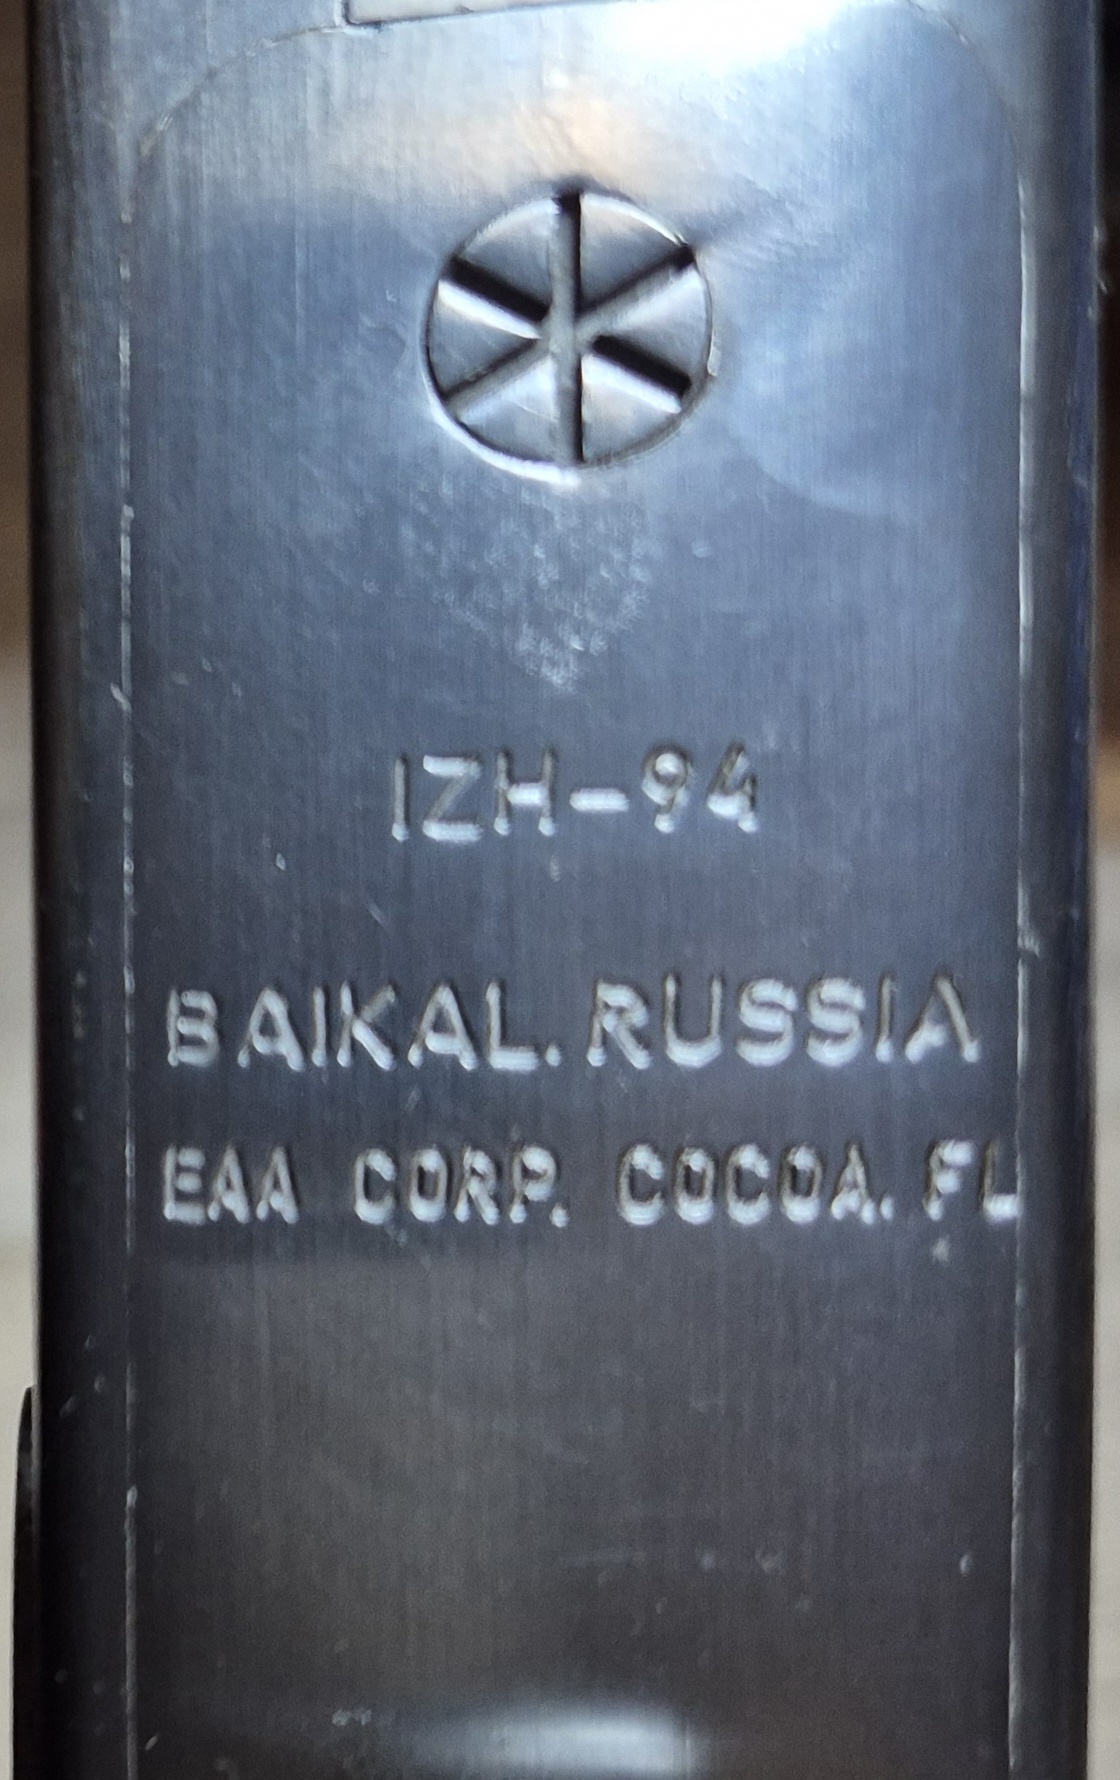 IZH-94
BAIKAL. RUSSIA
EAA CORP. COCOA. FL